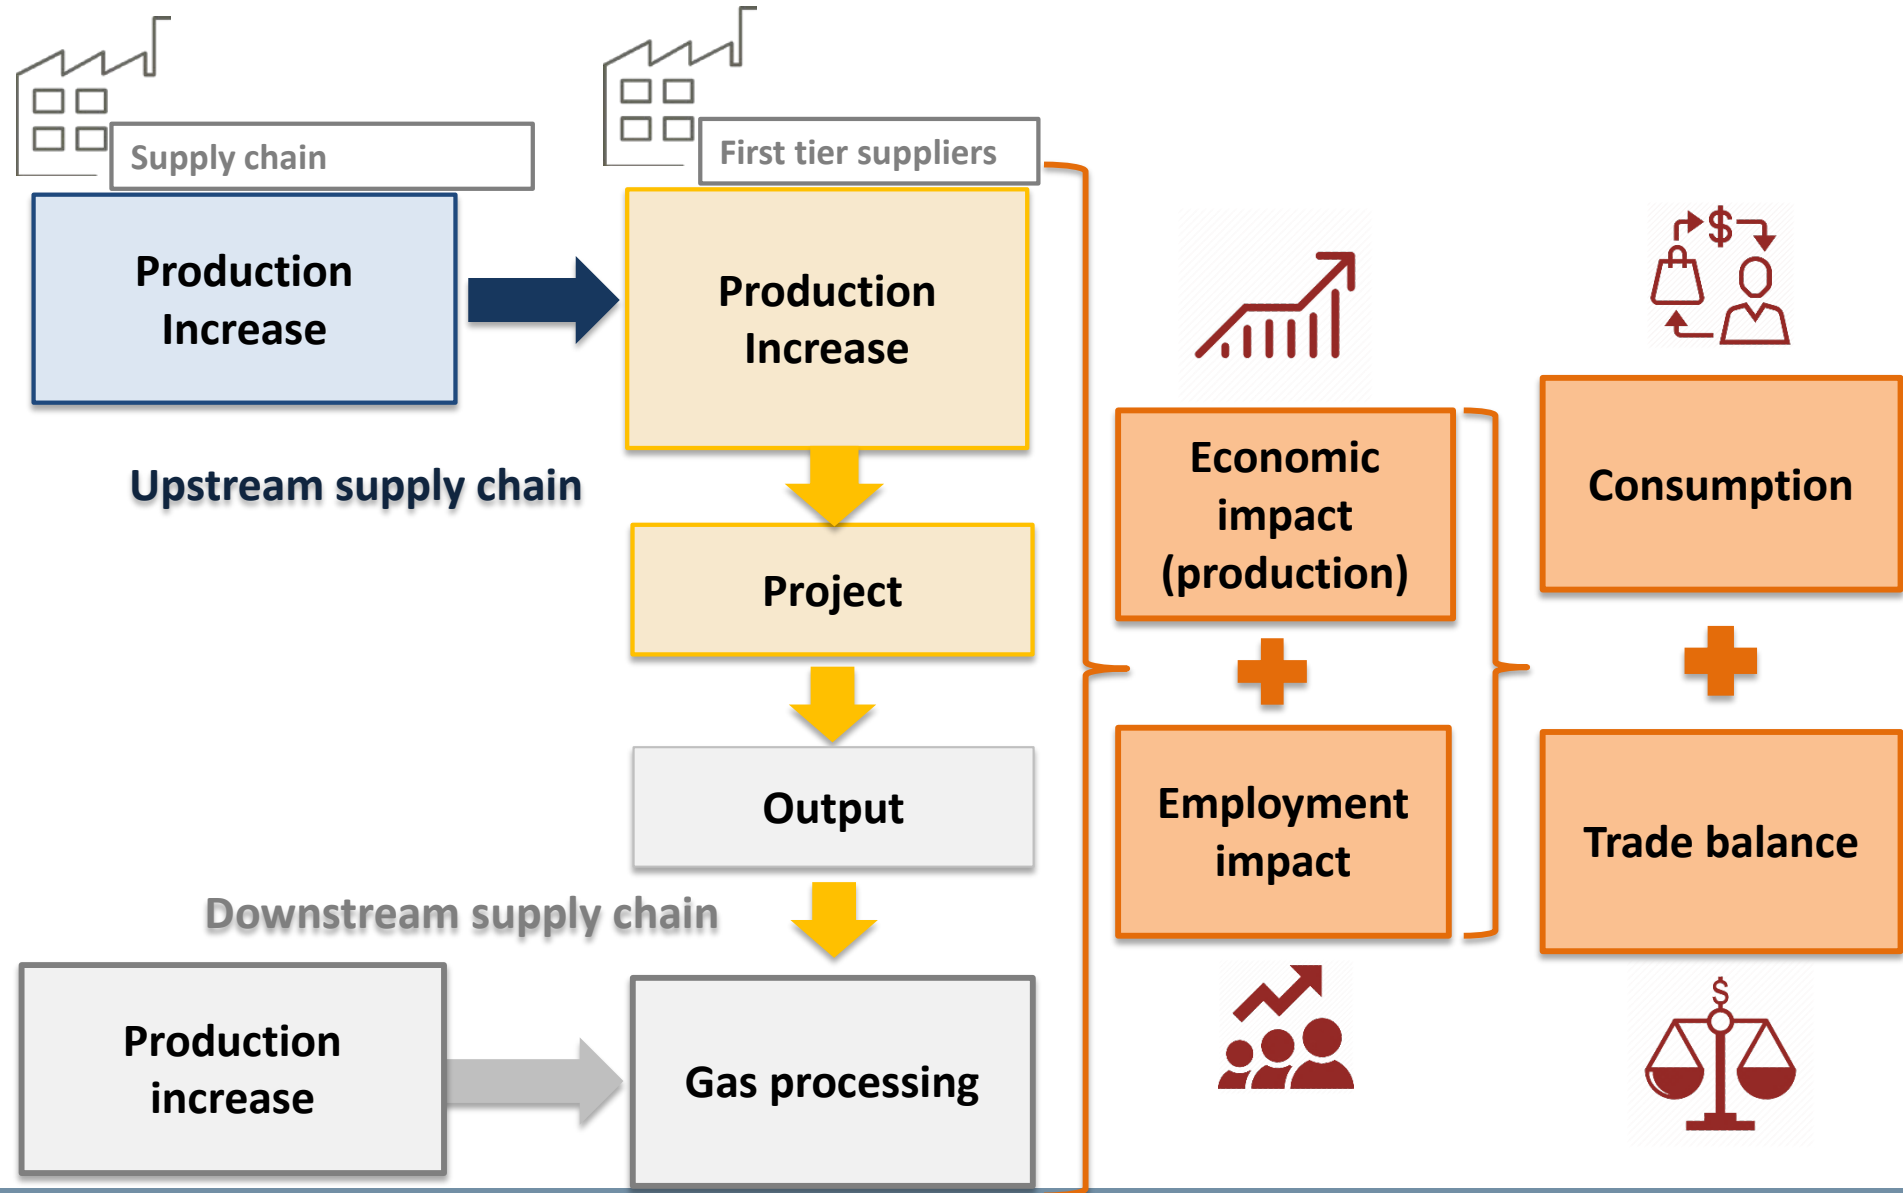 Supply chain
First tier suppliers
Production
Increase
Production
Increase
Upstream supply chain
Project
Output
Downstream supply chain
Production
increase
Gas processing
Economic
impact
(production)
Employment
impact
$
Consumption
Trade balance
$